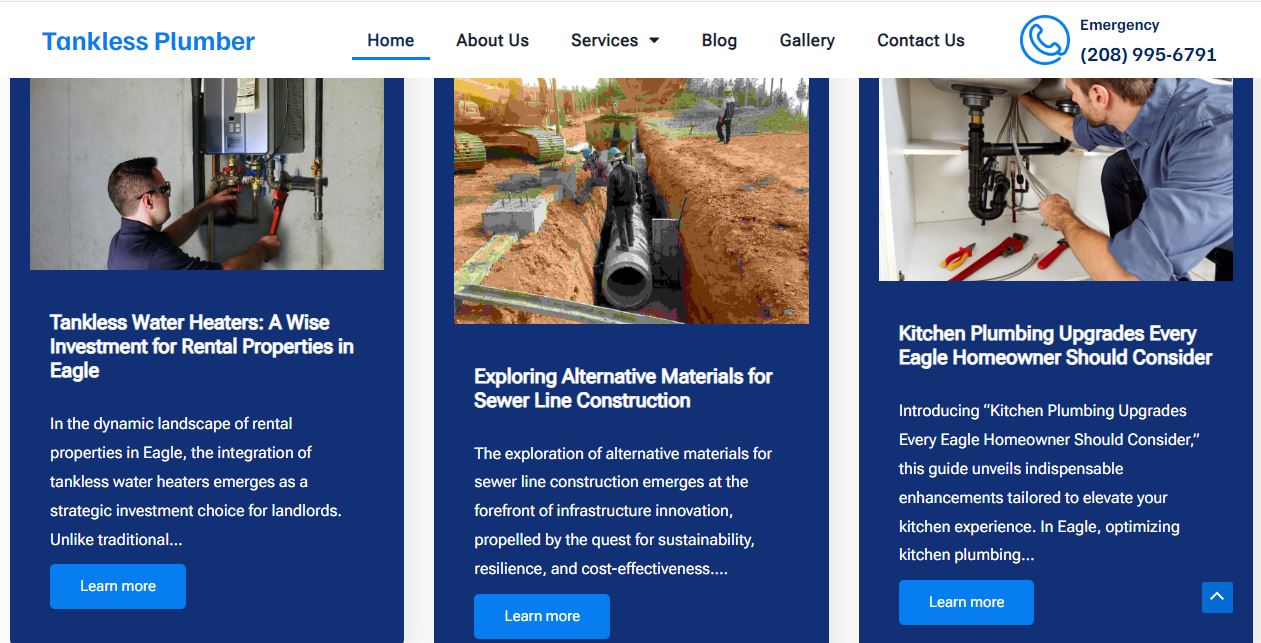 Tankless Plumber
Home
About Us
Services
Blog
Gallery
Contact Us
Emergency
(208) 995-6791
Tankless Water Heaters: A Wise
Investment for Rental Properties in
Eagle
In the dynamic landscape of rental
properties in Eagle, the integration of
tankless water heaters emerges as a
strategic investment choice for landlords.
Unlike traditional...
Learn more
Exploring Alternative Materials for
Sewer Line Construction
The exploration of alternative materials for
sewer line construction emerges at the
forefront of infrastructure innovation,
propelled by the quest for sustainability,
resilience, and cost-effectiveness....
Learn more
Kitchen Plumbing Upgrades Every
Eagle Homeowner Should Consider
Introducing “Kitchen Plumbing Upgrades
Every Eagle Homeowner Should Consider,”
this guide unveils indispensable
enhancements tailored to elevate your
kitchen experience. In Eagle, optimizing
kitchen plumbing...
Learn more